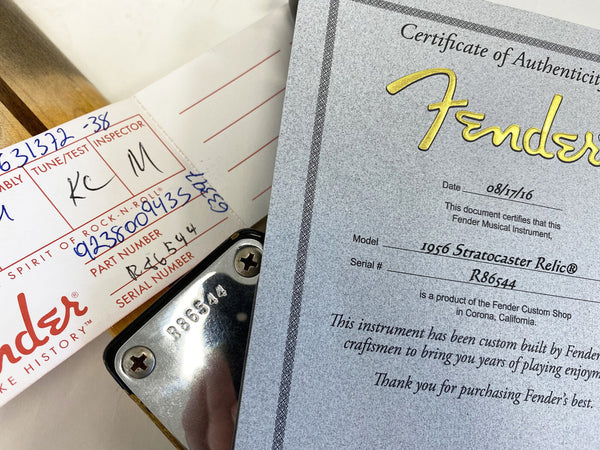 631372 -38
MBLY TUNE/TEST INSPECTOR
KC M
SPIRIT OF ROCK-N-ROLL®
9238000943S
PART NUMBER
R86544
SERIAL NUMBER
nder
KE HISTORY™
R86544
Certificate of Authenticity
Fender
Date 08/17/16
This document certifies that this
Fender Musical Instrument,
Model 1956 Stratocaster Relic®
Serial # R86544
is a product of the Fender Custom Shop
in Corona, California.
This instrument has been custom built by Fender
craftsmen to bring you years of playing enjoym
Thank you for purchasing Fender's best.